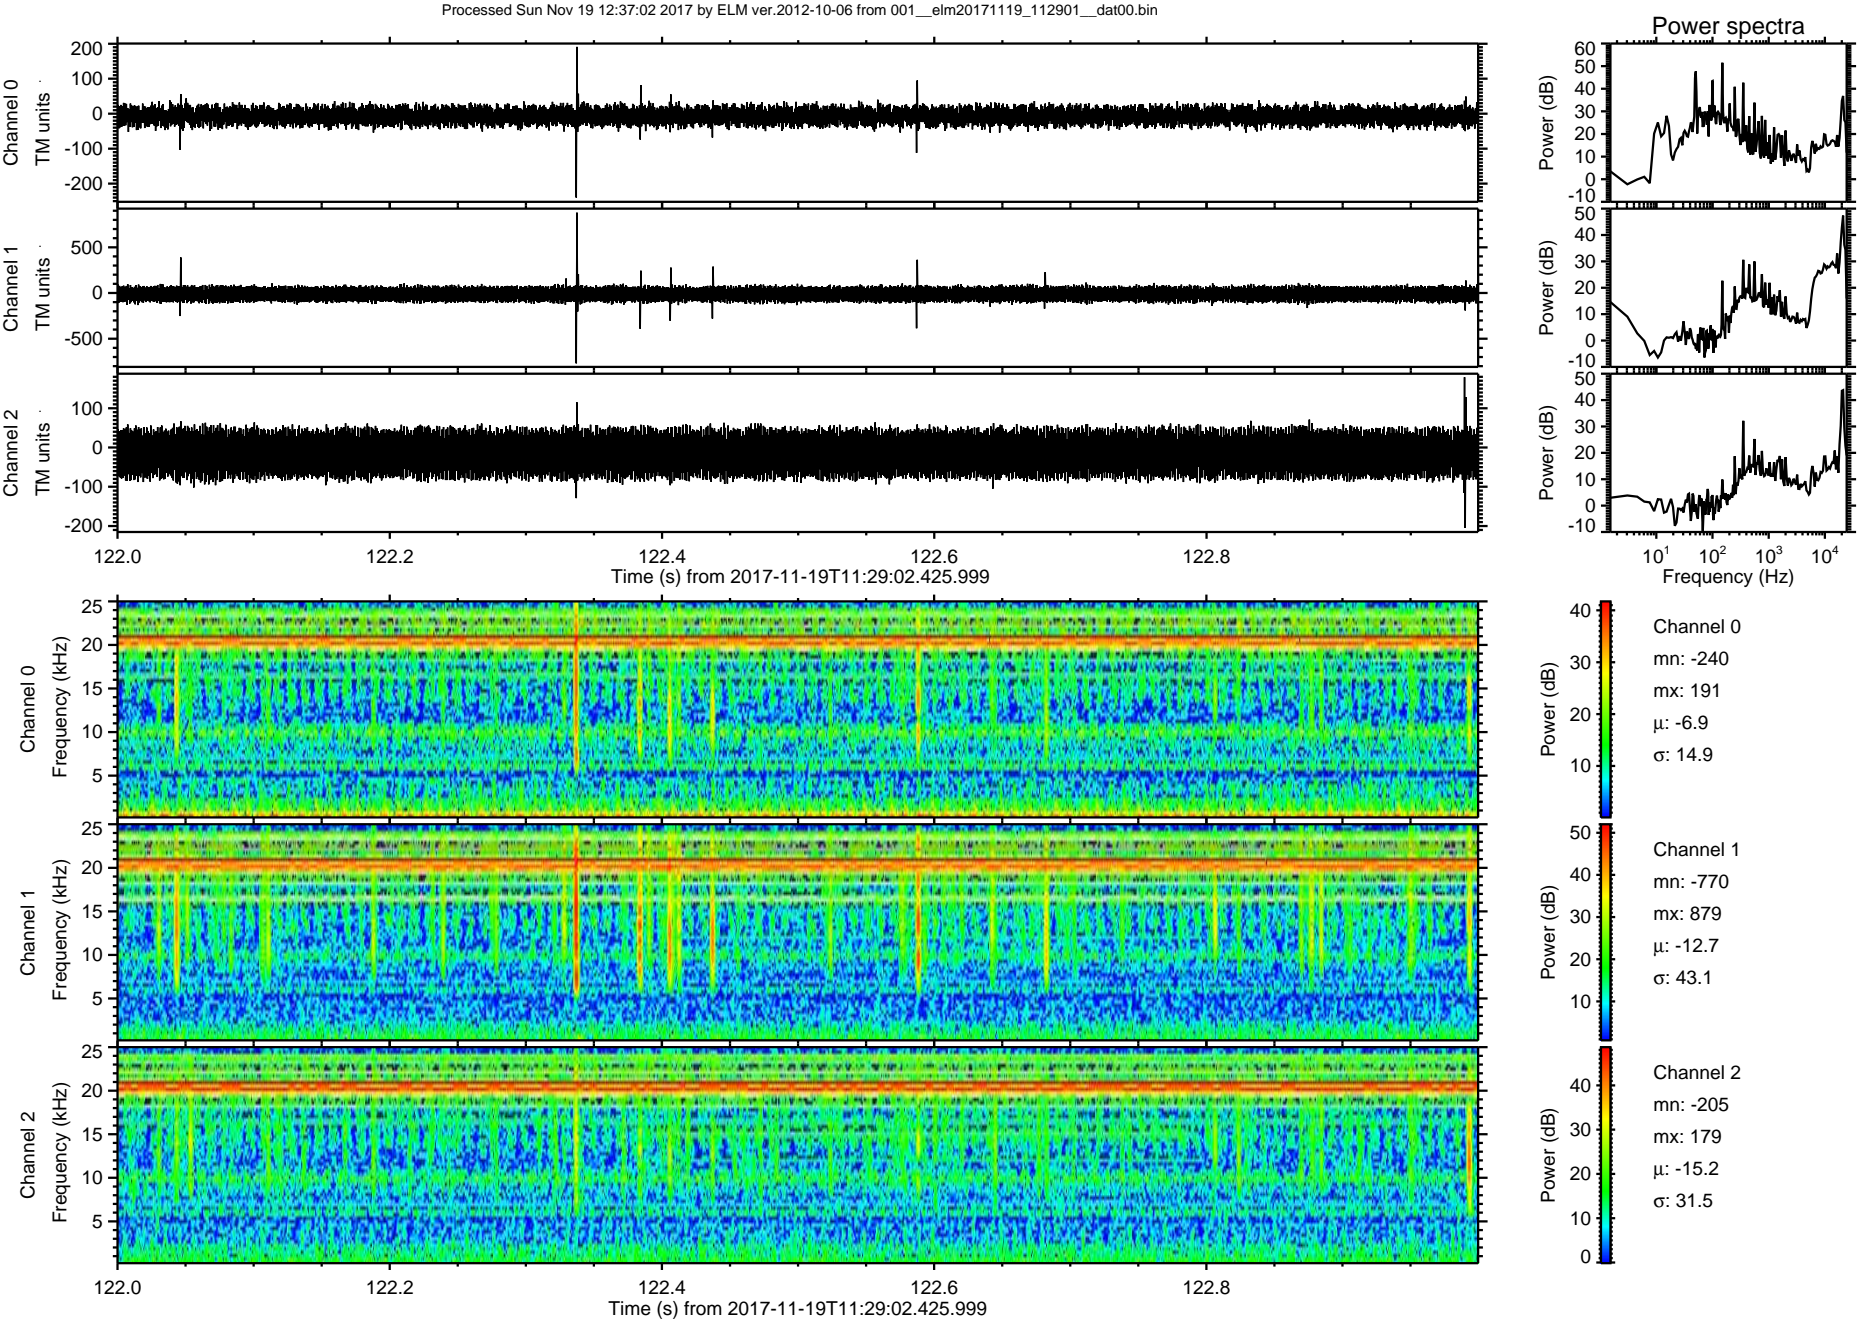 Processed Sun Nov 19 12:37:02 2017 by ELM ver.2012-10-06 from 001__elm20171119_112901__dat00.bin
Power spectra
Channel 0
TM units
200
100
0
-100
-200
Power (dB)
60
50
40
30
20
10
0
-10
Channel 1
TM units
500
0
-500
Power (dB)
50
40
30
20
10
0
-10
Channel 2
TM units
100
0
-100
-200
Power (dB)
50
40
30
20
10
0
-10
122.0 122.2 122.4 122.6 122.8
Time (s) from 2017-11-19T11:29:02.425.999
10^1 10^2 10^3 10^4
Frequency (Hz)
Channel 0
Frequency (kHz)
25
20
15
10
5
Power (dB)
40
30
20
10
Channel 0
mn: -240
mx: 191
μ: -6.9
σ: 14.9
Channel 1
Frequency (kHz)
25
20
15
10
5
Power (dB)
50
40
30
20
10
Channel 1
mn: -770
mx: 879
μ: -12.7
σ: 43.1
Channel 2
Frequency (kHz)
25
20
15
10
5
Power (dB)
40
30
20
10
0
Channel 2
mn: -205
mx: 179
μ: -15.2
σ: 31.5
122.0 122.2 122.4 122.6 122.8
Time (s) from 2017-11-19T11:29:02.425.999